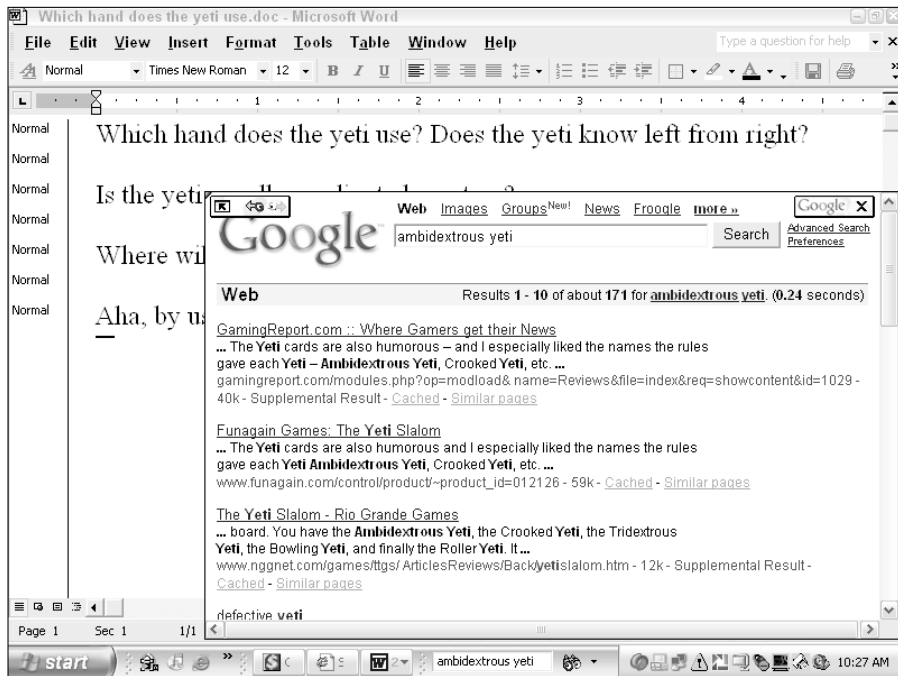 Which hand does the yeti use.doc - Microsoft Word
File Edit View Insert Format Tools Table Window Help
Type a question for help
Normal Times New Roman 12 B I U A
L 1 2 3 4
Normal Which hand does the yeti use? Does the yeti know left from right?
Normal
Normal Is the yeti
Normal
Normal Where wil
Normal
Normal Aha, by us
Web Images Groups New! News Froogle more »
Google
Google ambidextrous yeti Search Advanced Search
Preferences
Web Results 1 - 10 of about 171 for ambidextrous yeti. (0.24 seconds)
GamingReport.com :: Where Gamers get their News
... The Yeti cards are also humorous – and I especially liked the names the rules
gave each Yeti – Ambidextrous Yeti, Crooked Yeti, etc. ...
gamingreport.com/modules.php?op=modload& name=Reviews&file=index&req=showcontent&id=1029 -
40k - Supplemental Result - Cached - Similar pages
Funagain Games: The Yeti Slalom
... The Yeti cards are also humorous and I especially liked the names the rules
gave each Yeti Ambidextrous Yeti, Crooked Yeti, etc. ...
www.funagain.com/control/product/~product_id=012126 - 59k - Cached - Similar pages
The Yeti Slalom - Rio Grande Games
... board. You have the Ambidextrous Yeti, the Crooked Yeti, the Tridextrous
Yeti, the Bowling Yeti, and finally the Roller Yeti. It ...
www.nggnet.com/games/ttgs/ ArticlesReviews/Back/yetislalom.htm - 12k - Supplemental Result -
Cached - Similar pages
defective yeti
Page 1 Sec 1 1/1
start ambidextrous yeti 10:27 AM